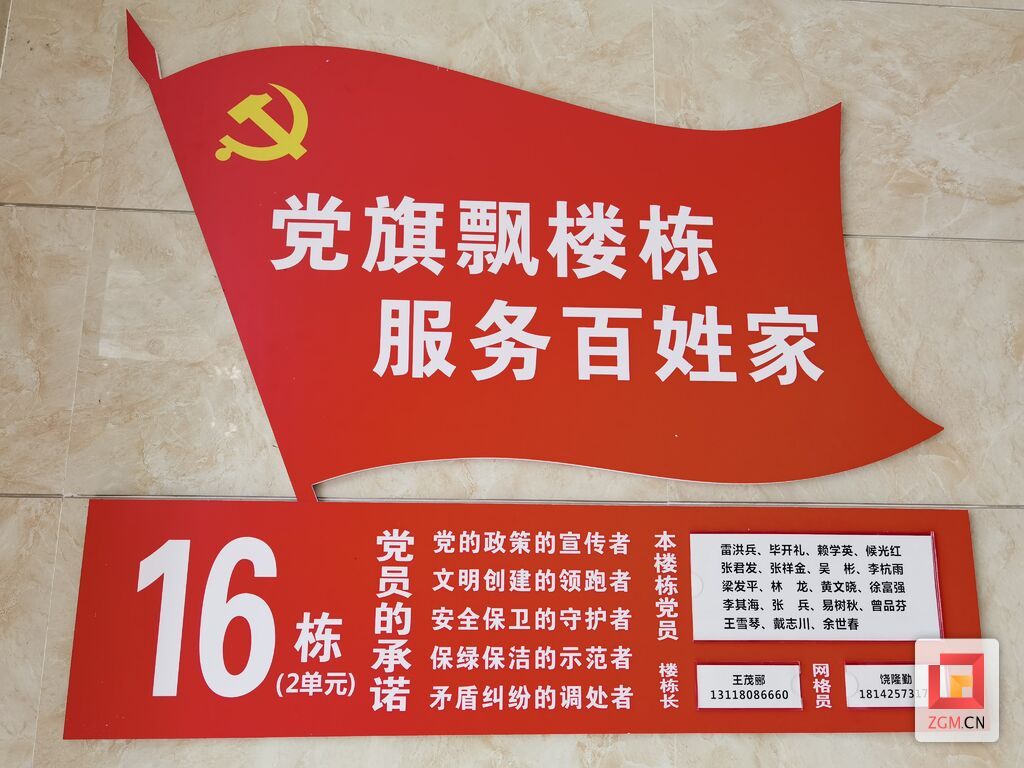 党旗飘楼栋
服务百姓家
16栋
(2单元)
党员的承诺
党的政策的宣传者
文明创建的领跑者
安全保卫的守护者
保绿保洁的示范者
矛盾纠纷的调处者
本楼栋党员
雷洪兵、毕开礼、赖学英、候光红
张君发、张祥金、吴 彬、李杭雨
梁发平、林 龙、黄文晓、徐富强
李其海、张 兵、易树秋、曾品芬
王雪琴、戴志川、余世春
楼栋长
王茂郦
13118086660
网格员
饶隆勤
ZGM.CN